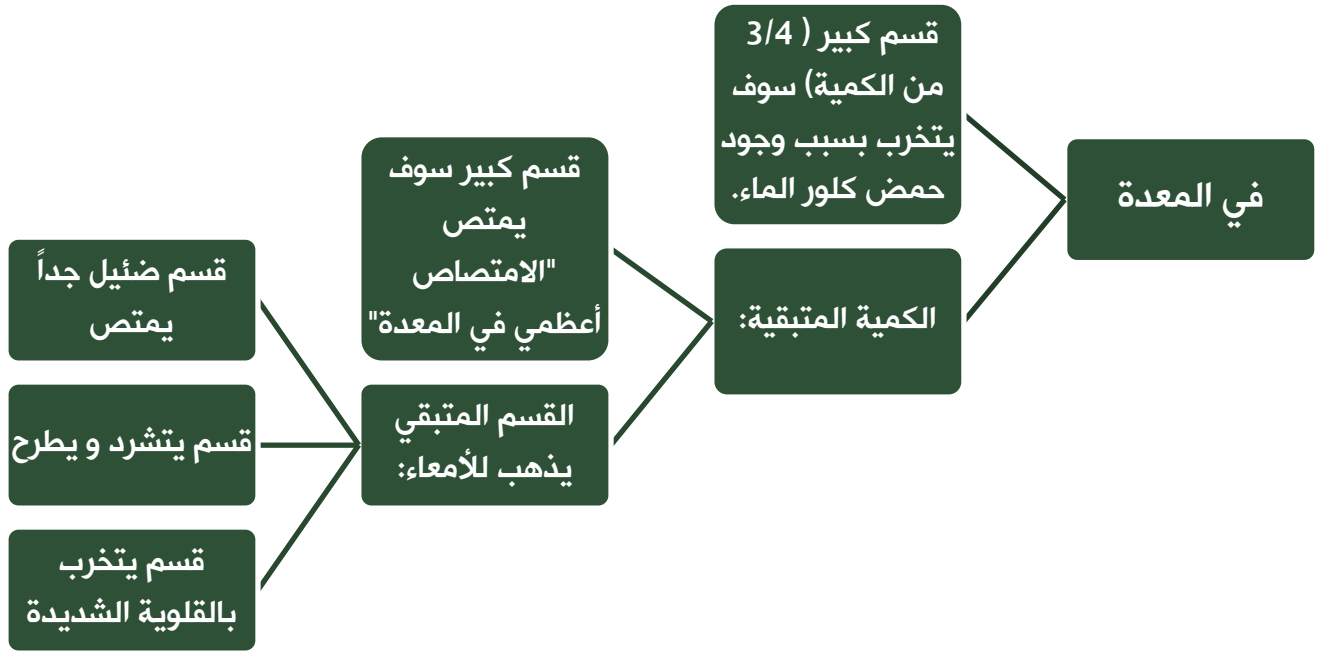 في المعدة
قسم كبير ( 3/4
من الكمية) سوف
يتخرب بسبب وجود
حمض كلور الماء.
الكمية المتبقية:
قسم كبير سوف
يمتص
"الامتصاص
أعظمي في المعدة"
القسم المتبقي
يذهب للأمعاء:
قسم ضئيل جداً
يمتص
قسم يتشرد و يطرح
قسم يتخرب
بالقلوية الشديدة